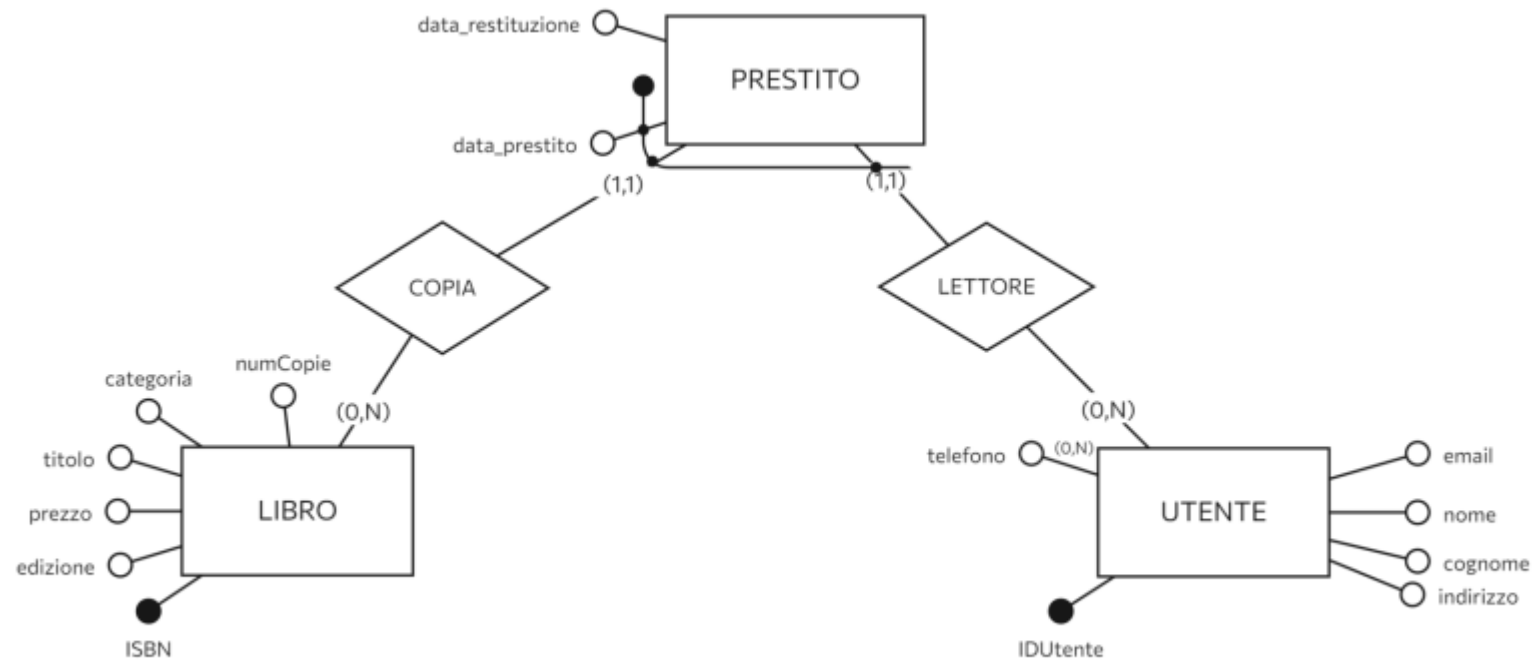 data_restituzione
PRESTITO
data_prestito
(1,1)
(1,1)
COPIA
LETTORE
numCopie
categoria
(0,N)
(0,N)
titolo
telefono
(0,N)
email
prezzo
LIBRO
UTENTE
nome
edizione
cognome
indirizzo
ISBN
IDUtente